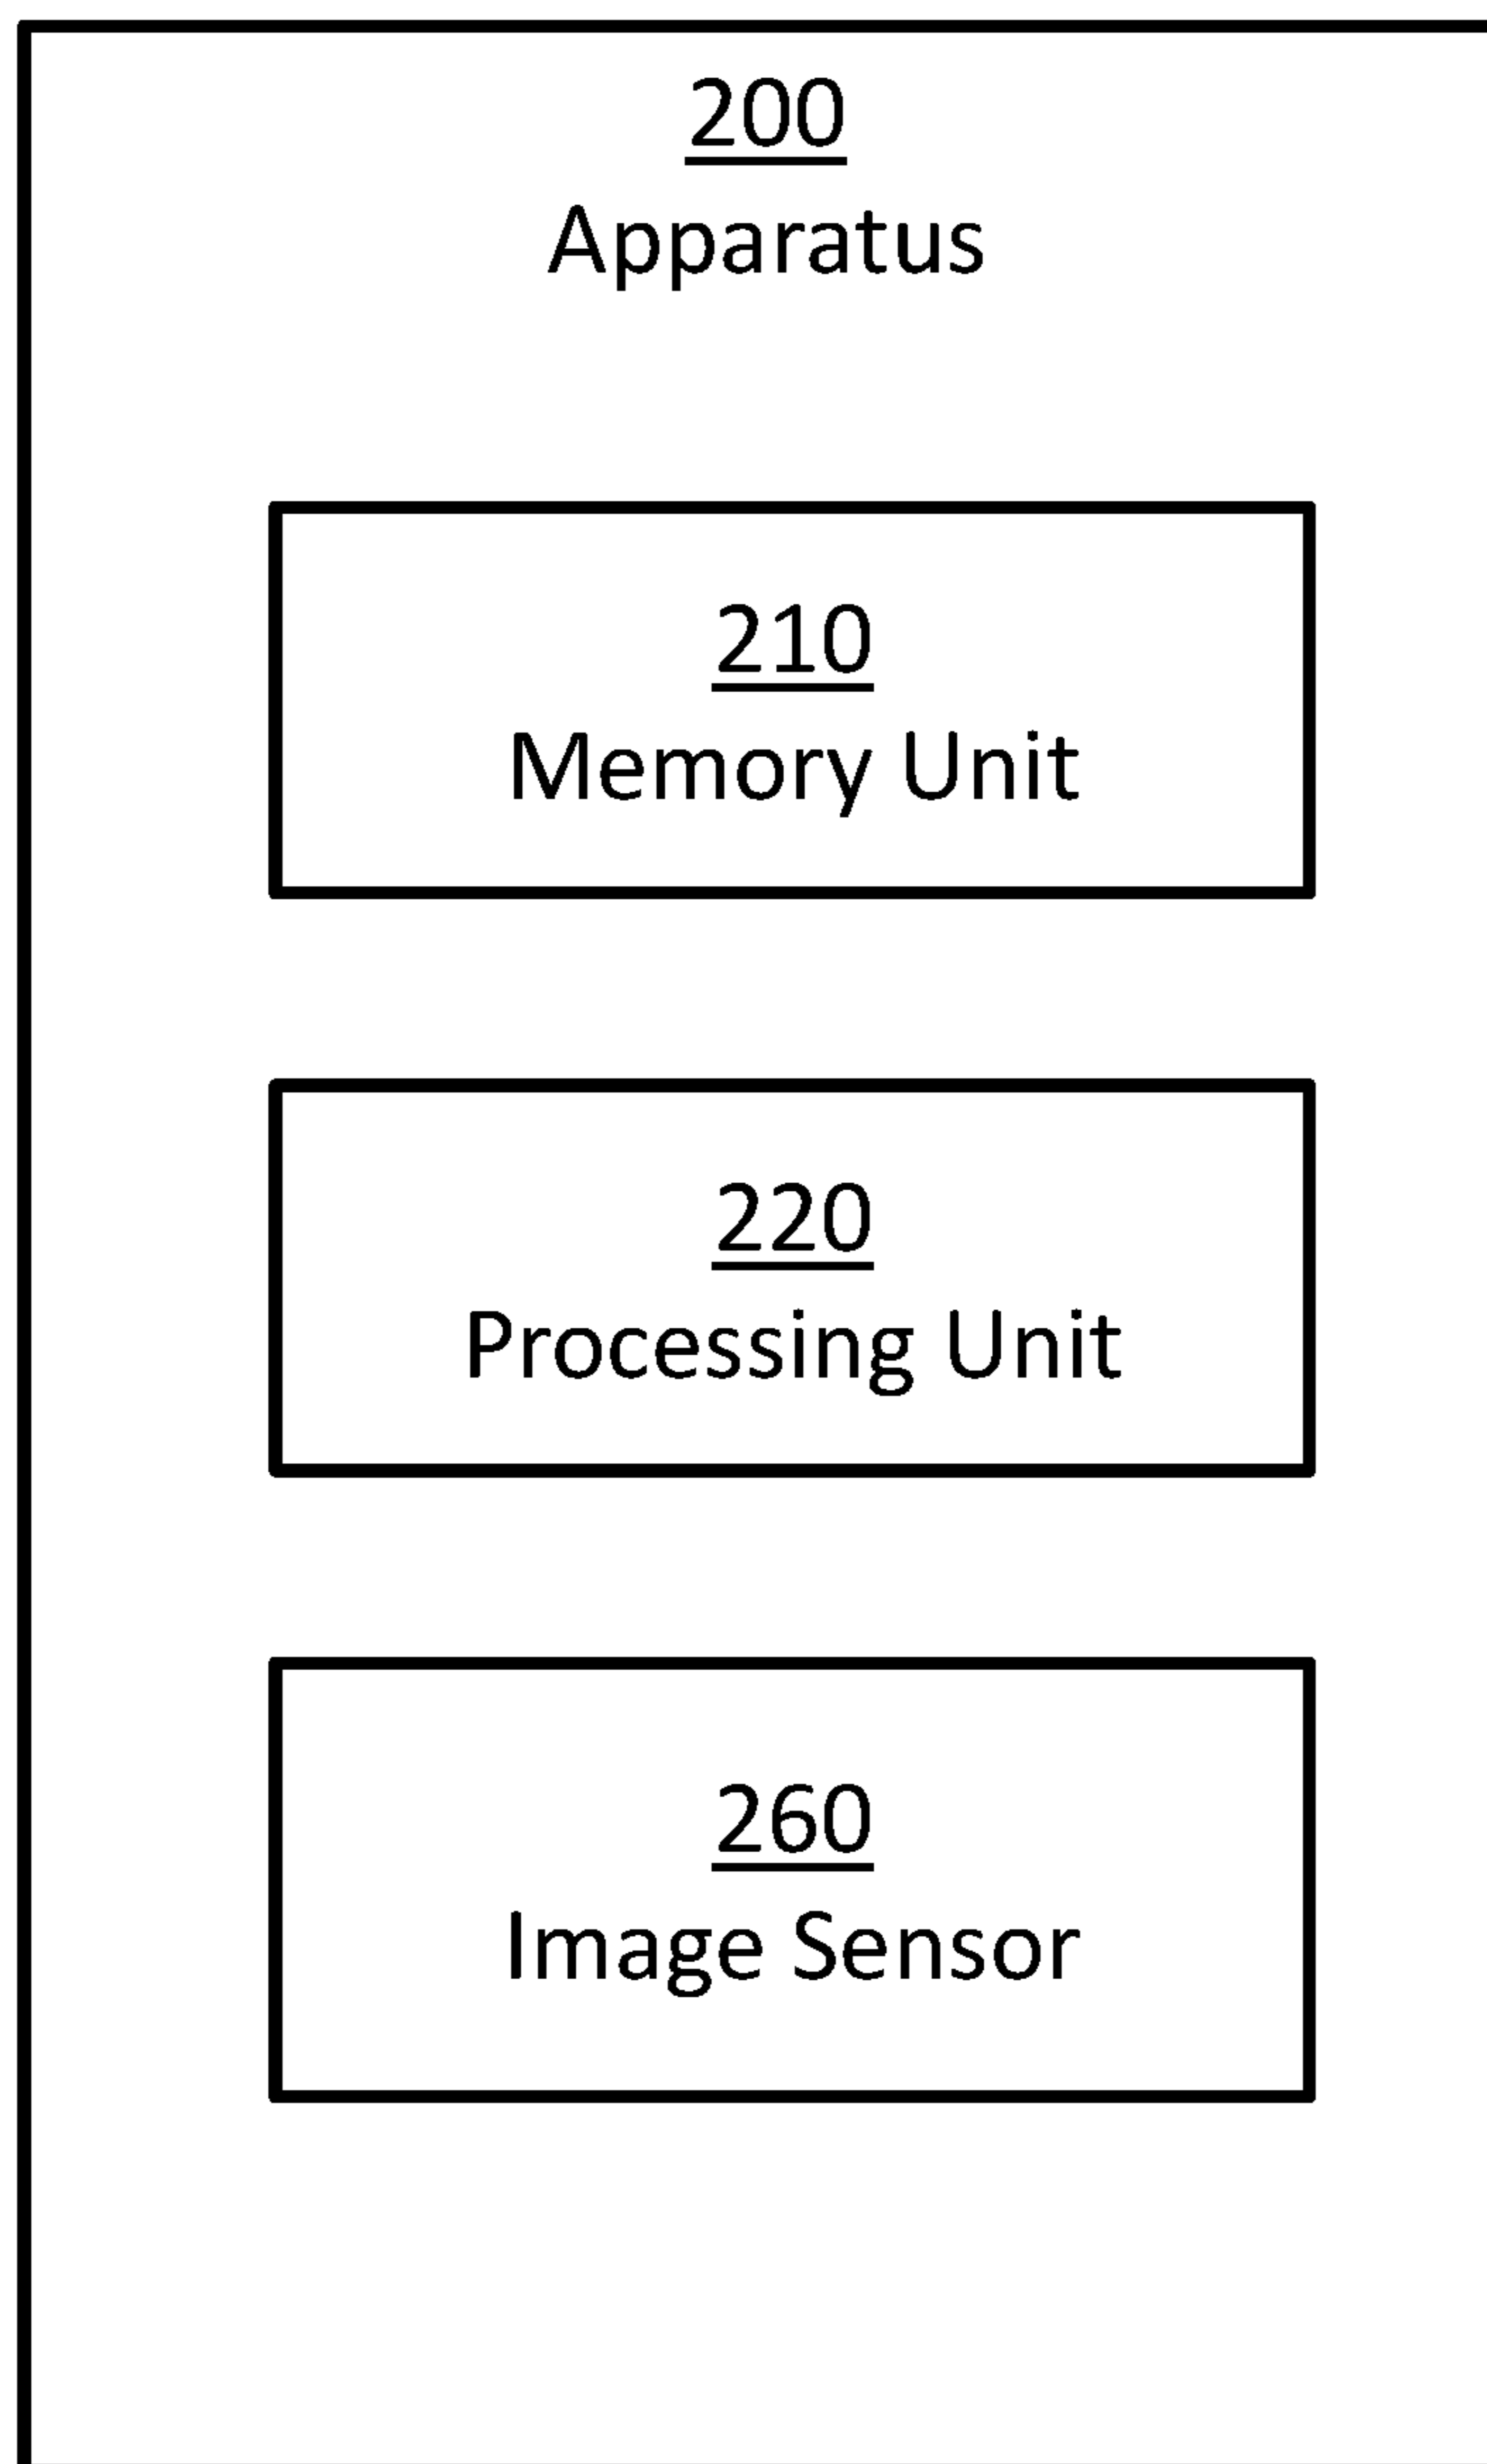 200
Apparatus
210
Memory Unit
220
Processing Unit
260
Image Sensor